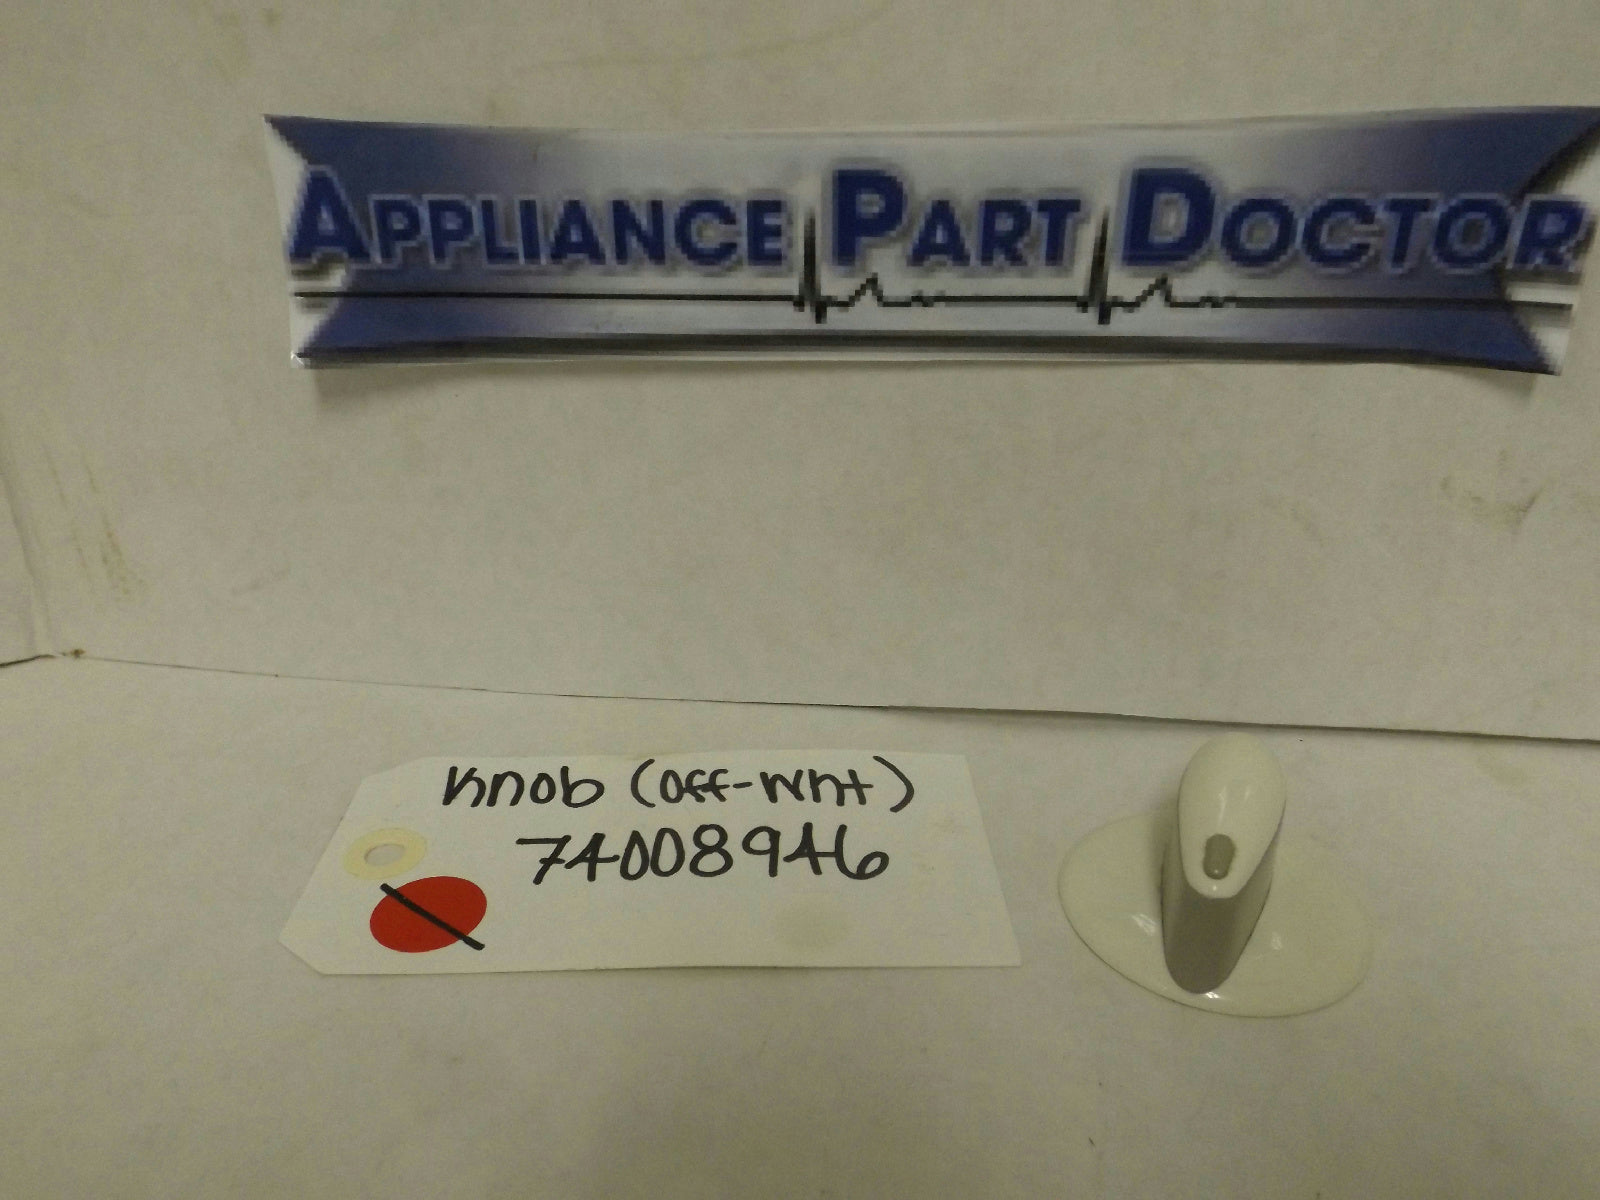 APPLIANCE PART DOCTOR
Knob (Off-Wht)
74008946